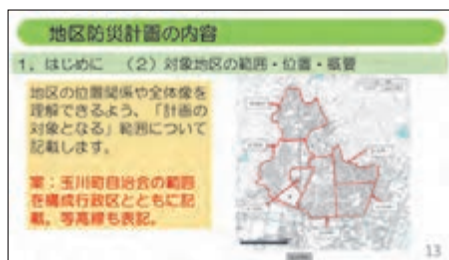 地区防災計画の内容
1．はじめに　（2）対象地区の範囲・位置・概管
地区の位置関係や全体像を
理解できるよう、「計画の
対象となる」範囲について
記載します。
案：玉川町自治会の範囲
を構成行政区とともに記
載。等高線も表記。
13